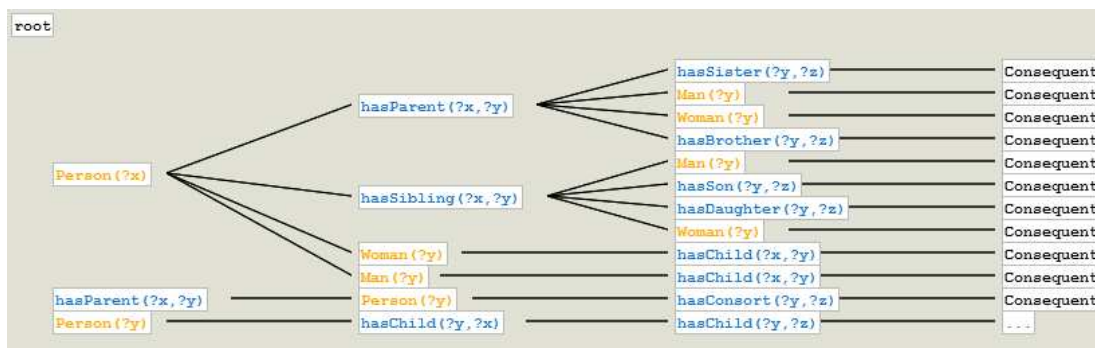 root
hasSister(?y,?z) Consequent
Man(?y) Consequent
hasParent(?x,?y)
Woman(?y) Consequent
hasBrother(?y,?z) Consequent
Man(?y) Consequent
Person(?x)
hasSon(?y,?z) Consequent
hasSibling(?x,?y)
hasDaughter(?y,?z) Consequent
Woman(?y) Consequent
Woman(?y) hasChild(?x,?y) Consequent
Man(?y) hasChild(?x,?y) Consequent
hasParent(?x,?y) Person(?y) hasConsort(?y,?z) Consequent
Person(?y) hasChild(?y,?x) hasChild(?y,?z) ...